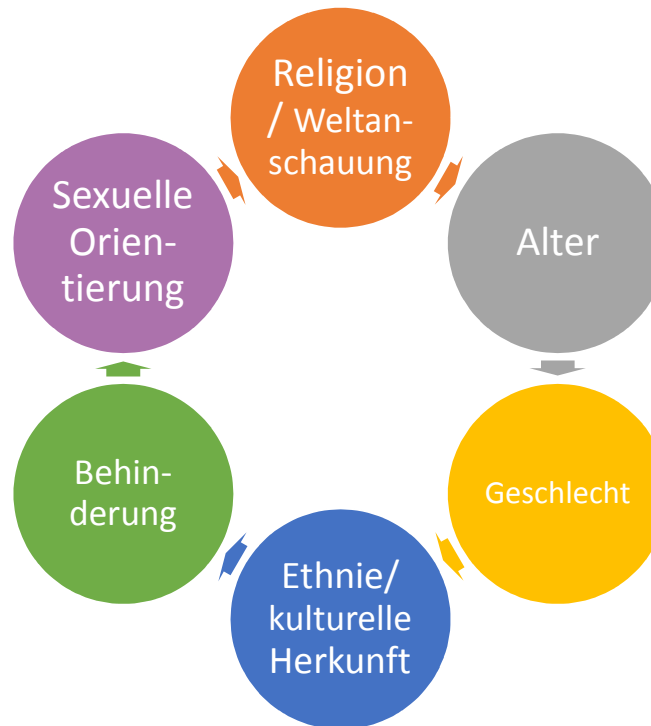 Religion
/ Weltan-
schauung
Alter
Geschlecht
Ethnie/
kulturelle
Herkunft
Behin-
derung
Sexuelle
Orien-
tierung